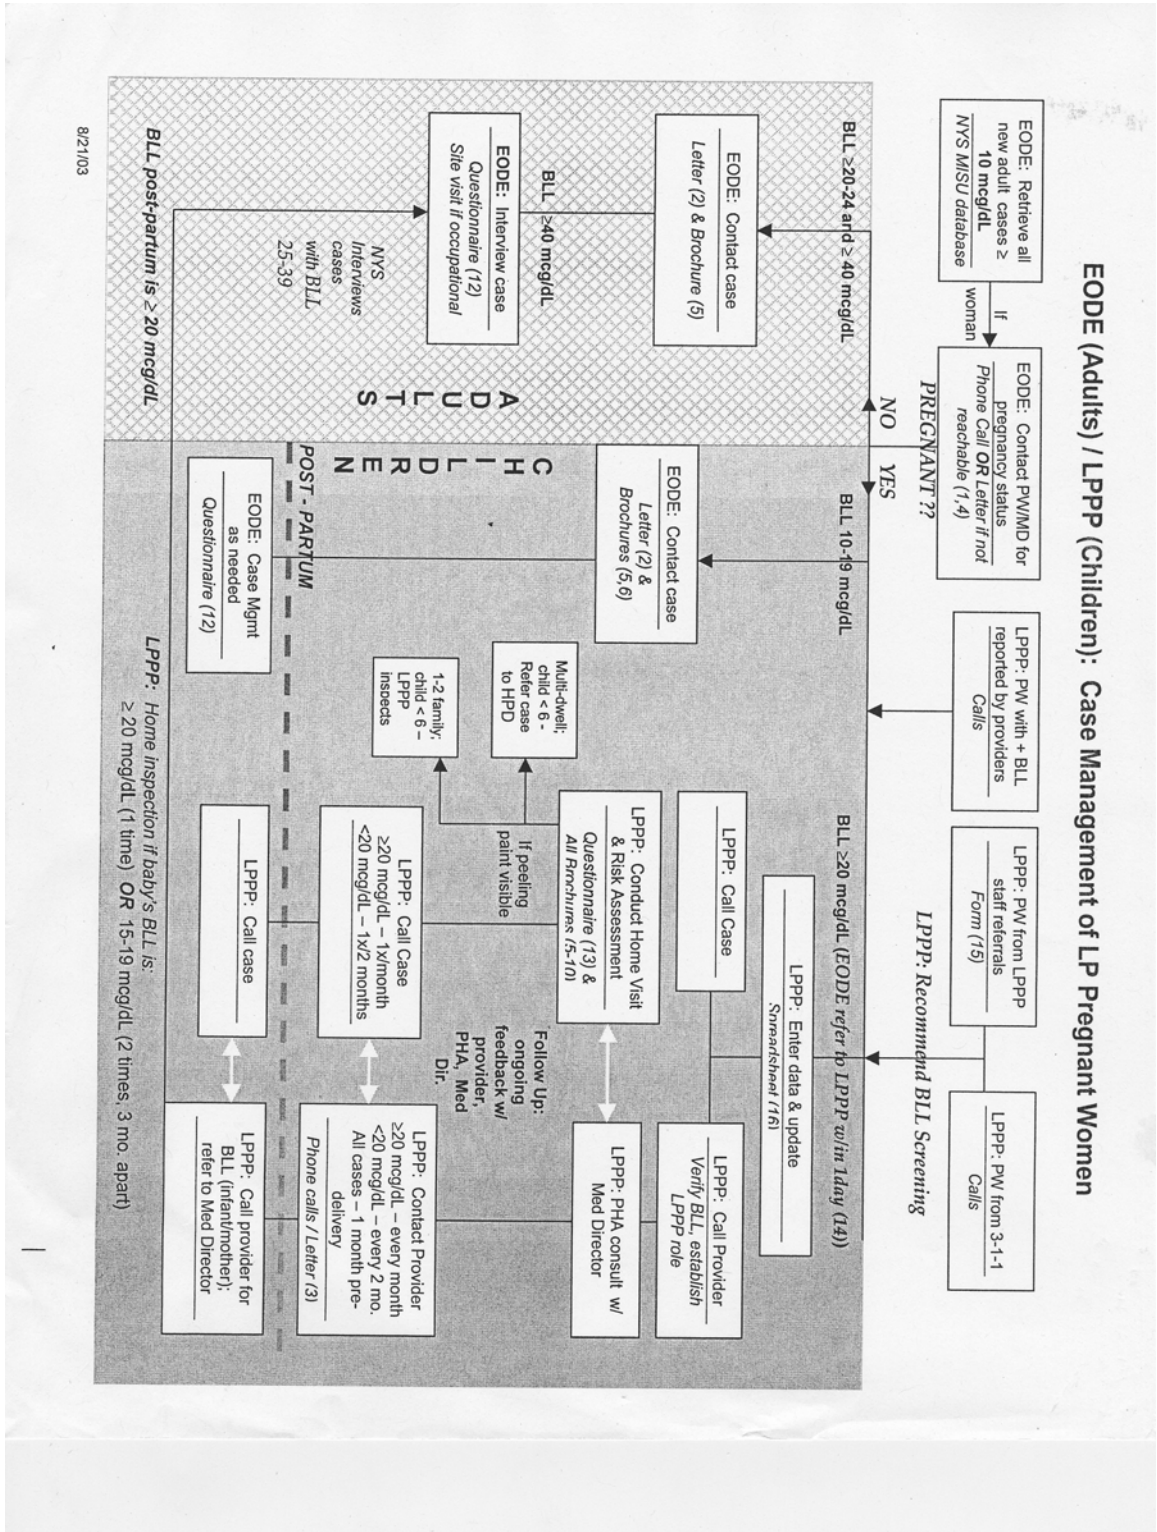 EODE (Adults) / LPPP (Children):  Case Management of LP Pregnant Women
EODE:  Retrieve all
new adult cases ≥
10 mcg/dL
NYS MISU database
If
woman
EODE:  Contact PW/MD for
pregnancy status
Phone Call OR Letter if not
reachable (1,4)
LPPP: PW with + BLL
reported by providers
Calls
LPPP: PW from LPPP
staff referrals
Form (15)
LPPP: PW from 3-1-1
Calls
PREGNANT ??
LPPP: Recommend BLL Screening
NO
YES
BLL ≥20-24 and ≥ 40 mcg/dL
BLL 10-19 mcg/dL
BLL ≥20 mcg/dL (EODE refer to LPPP w/in 1day (14))
EODE:  Contact case
Letter (2) & Brochure (5)
BLL  ≥40 mcg/dL
EODE:  Interview case
Questionnaire (12)
Site visit if occupational
NYS
Interviews
cases
with BLL
25-39
ADULTS
CHILDREN
EODE:  Contact case
Letter (2) &
Brochures (5,6)
LPPP:  Enter data & update
Spreadsheet (16)
LPPP:  Call Case
LPPP:  Call Provider
Verify BLL, establish
LPPP role
LPPP:  Conduct Home Visit
& Risk Assessment
Questionnaire (13) &
All Brochures (5-10)
LPPP: PHA consult w/
Med Director
If peeling
paint visible
Multi-dwell;
child < 6 -
Refer case
to HPD
1-2 family;
child < 6 –
LPPP
inspects
Follow Up:
ongoing
feedback w/
provider,
PHA, Med
Dir.
LPPP:  Call Case
≥20 mcg/dL – 1x/month
<20 mcg/dL – 1x/2 months
LPPP:  Contact Provider
≥20 mcg/dL – every month
<20 mcg/dL – every 2 mo.
All cases – 1 month pre-
delivery
Phone calls / Letter (3)
POST - PARTUM
EODE:  Case Mgmt
as needed
Questionnaire (12)
LPPP:  Call case
LPPP:  Call provider for
BLL (infant/mother);
refer to Med Director
BLL post-partum is ≥ 20 mcg/dL
LPPP:  Home inspection if baby's BLL is:
≥ 20 mcg/dL (1 time)  OR  15-19 mcg/dL (2 times, 3 mo. apart)
8/21/03